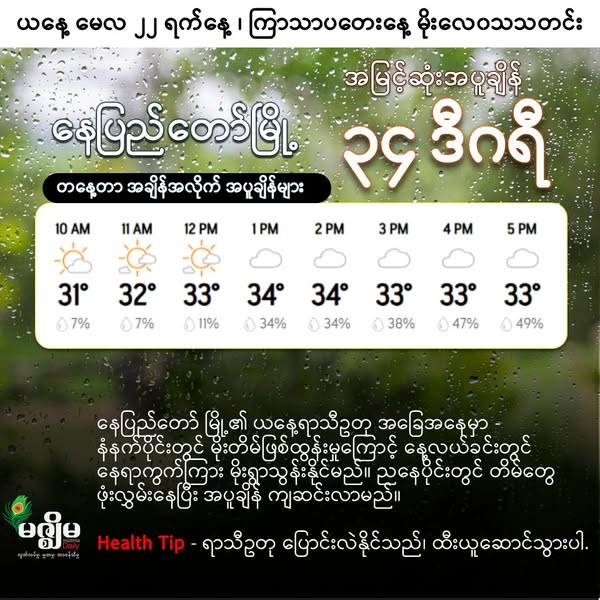 ယနေ့ မေလ ၂၂ ရက်နေ့ ၊ ကြာသာပတေးနေ့ မိုးလေဝသသတင်း
အမြင့်ဆုံးအပူချိန်
နေပြည်တော်မြို့
၃၄ ဒီဂရီ
တနေ့တာ အချိန်အလိုက် အပူချိန်များ
10 AM 11 AM 12 PM 1 PM 2 PM 3 PM 4 PM 5 PM
31° 32° 33° 34° 34° 33° 33° 33°
7% 7% 11% 34% 34% 38% 47% 49%
နေပြည်တော် မြို့၏ ယနေ့ရာသီဥတု အခြေအနေမှာ -
နံနက်ပိုင်းတွင် မိုးတိမ်ဖြစ်ထွန်းမှုကြောင့် နေ့လယ်ခင်းတွင်
နေရာကွက်ကြား မိုးရွာသွန်းနိုင်မည်။ ညနေပိုင်းတွင် တိမ်တွေ
ဖုံးလွှမ်းနေပြီး အပူချိန် ကျဆင်းလာမည်။
မဇ္ဈိမ
Daily
Health Tip - ရာသီဥတု ပြောင်းလဲနိုင်သည်၊ ထီးယူဆောင်သွားပါ.